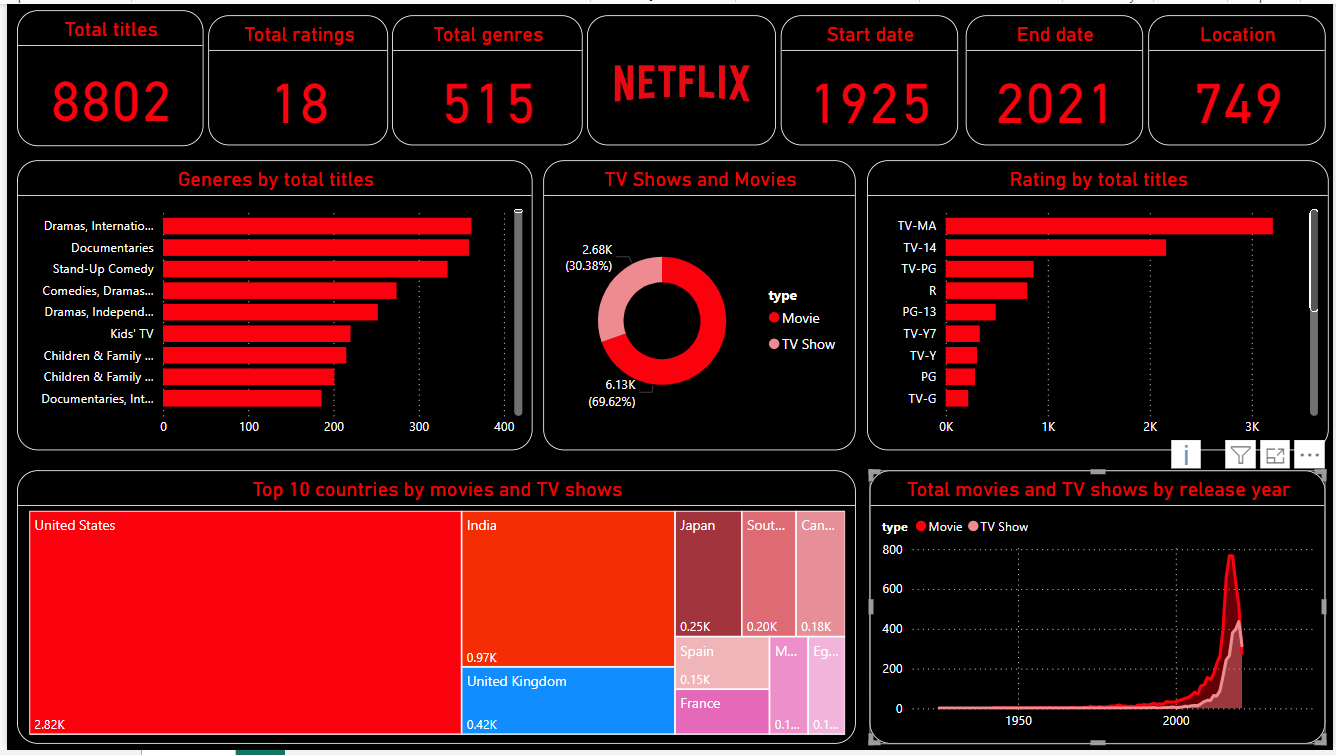 Total titles
8802
Total ratings
18
Total genres
515
NETFLIX
Start date
1925
End date
2021
Location
749
Generes by total titles
Dramas, Internatio...
Documentaries
Stand-Up Comedy
Comedies, Dramas...
Dramas, Independ...
Kids' TV
Children & Family ...
Children & Family ...
Documentaries, Int...
0 100 200 300 400
TV Shows and Movies
2.68K
(30.38%)
6.13K
(69.62%)
type
Movie
TV Show
Rating by total titles
TV-MA
TV-14
TV-PG
R
PG-13
TV-Y7
TV-Y
PG
TV-G
0K 1K 2K 3K
Top 10 countries by movies and TV shows
United States
2.82K
India
0.97K
United Kingdom
0.42K
Japan
0.25K
Sout...
0.20K
Can...
0.18K
Spain
0.15K
France
M...
0.1...
Eg...
0.1...
Total movies and TV shows by release year
type Movie TV Show
800
600
400
200
0
1950 2000